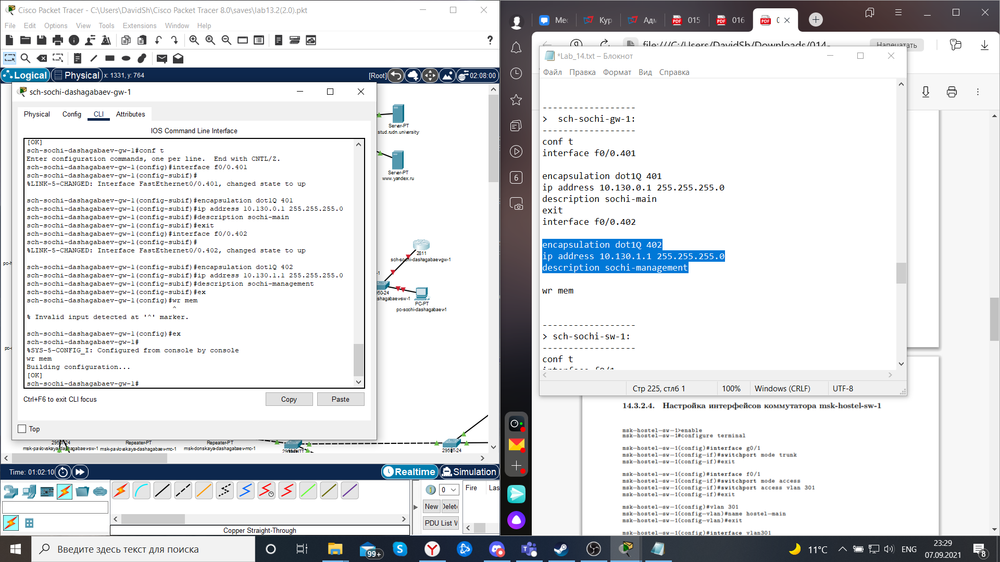 Cisco Packet Tracer - C:\Users\DavidSh\Cisco Packet Tracer 8.0\saves\lab13.2(2.0).pkt
File Edit Options View Tools Extensions Window Help
Logical Physical x: 1331, y: 764 [Root] 02:08:00
sch-sochi-dashagabaev-gw-1
Physical Config CLI Attributes
IOS Command Line Interface
[OK]
sch-sochi-dashagabaev-gw-1#conf t
Enter configuration commands, one per line. End with CNTL/Z.
sch-sochi-dashagabaev-gw-1(config)#interface f0/0.401
sch-sochi-dashagabaev-gw-1(config-subif)#
%LINK-5-CHANGED: Interface FastEthernet0/0.401, changed state to up
sch-sochi-dashagabaev-gw-1(config-subif)#encapsulation dot1Q 401
sch-sochi-dashagabaev-gw-1(config-subif)#ip address 10.130.0.1 255.255.255.0
sch-sochi-dashagabaev-gw-1(config-subif)#description sochi-main
sch-sochi-dashagabaev-gw-1(config-subif)#exit
sch-sochi-dashagabaev-gw-1(config)#interface f0/0.402
sch-sochi-dashagabaev-gw-1(config-subif)#
%LINK-5-CHANGED: Interface FastEthernet0/0.402, changed state to up
sch-sochi-dashagabaev-gw-1(config-subif)#encapsulation dot1Q 402
sch-sochi-dashagabaev-gw-1(config-subif)#ip address 10.130.1.1 255.255.255.0
sch-sochi-dashagabaev-gw-1(config-subif)#description sochi-management
sch-sochi-dashagabaev-gw-1(config-subif)#ex
sch-sochi-dashagabaev-gw-1(config)#wr mem
^
% Invalid input detected at '^' marker.
sch-sochi-dashagabaev-gw-1(config)#ex
sch-sochi-dashagabaev-gw-1#
%SYS-5-CONFIG_I: Configured from console by console
wr mem
Building configuration...
[OK]
sch-sochi-dashagabaev-gw-1#
Ctrl+F6 to exit CLI focus
Copy Paste
Top
Server-PT
stud.rudn.university
Server-PT
www.yandex.ru
2811
sch-sochi-dashagabaev-gw-1
950-24
shagabaev-sw-1
PC-PT
pc-sochi-dashagabaev-1
2950T-24
msk-pavlovskaya-dashagabaev-sw-1
Repeater-PT
msk-pavlovskaya-dashagabaev-mc-1
Repeater-PT
msk-donskaya-dashagabaev-mc-1
2950T-24
Time: 01:02:10
Realtime Simulation
0
Fire Las
New Delete
PDU List W
Copper Straight-Through
Мес Кур Адм 015 016 0
file:///C:/Users/DavidSh/Downloads/014-
Напечатать
6
*Lab_14.txt – Блокнот
Файл Правка Формат Вид Справка
------------------
> sch-sochi-gw-1:
------------------
conf t
interface f0/0.401
encapsulation dot1Q 401
ip address 10.130.0.1 255.255.255.0
description sochi-main
exit
interface f0/0.402
encapsulation dot1Q 402
ip address 10.130.1.1 255.255.255.0
description sochi-management
wr mem
------------------
> sch-sochi-sw-1:
------------------
conf t
interface f0/1
Стр 225, стлб 1 100% Windows (CRLF) UTF-8
14.3.2.4. Настройка интерфейсов коммутатора msk-hostel-sw-1
msk-hostel-sw-1>enable
msk-hostel-sw-1#configure terminal
msk-hostel-sw-1(config)#interface g0/1
msk-hostel-sw-1(config-if)#switchport mode trunk
msk-hostel-sw-1(config-if)#exit
msk-hostel-sw-1(config)#interface f0/1
msk-hostel-sw-1(config-if)#switchport mode access
msk-hostel-sw-1(config-if)#switchport access vlan 301
msk-hostel-sw-1(config-if)#exit
msk-hostel-sw-1(config)#vlan 301
msk-hostel-sw-1(config-vlan)#name hostel-main
msk-hostel-sw-1(config-vlan)#exit
msk-hostel-sw-1(config)#interface vlan301
Введите здесь текст для поиска
99+
11°C
ENG
23:29
07.09.2021
8